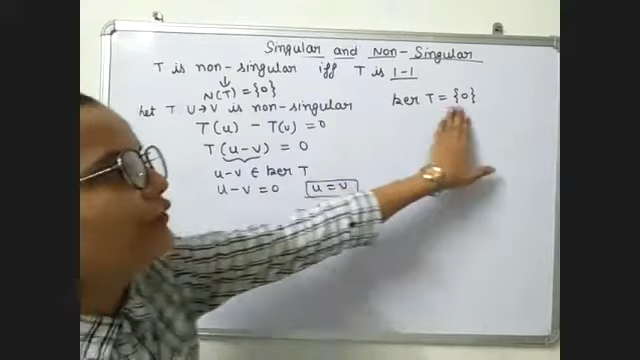 Singular and Non-Singular
T is non-singular iff T is 1-1
↓
N(T) = {0}
Let T U→V is non-singular
ker T = {0}
T(u) - T(v) = 0
T(u-v) = 0
u-v ∈ ker T
u-v = 0 u = v